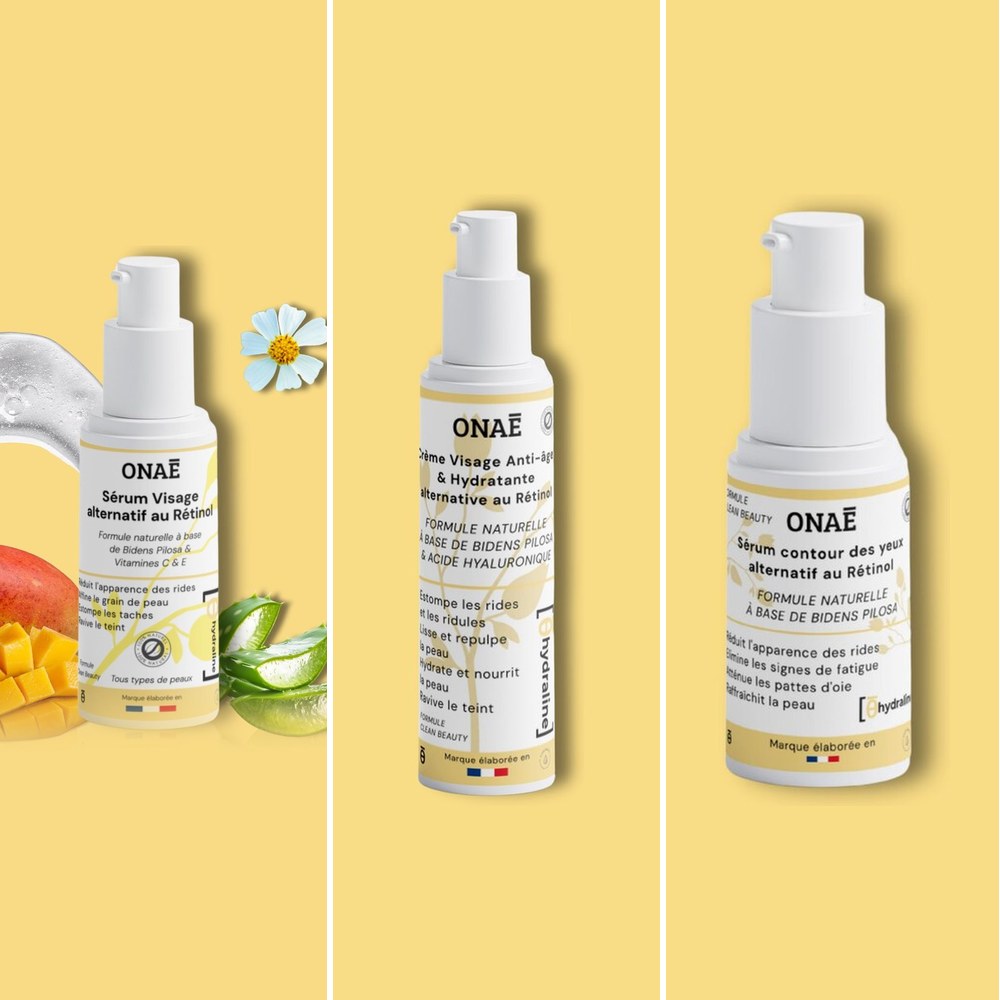 ONAĒ
Sérum Visage
alternatif au Rétinol
Formule naturelle à base
de Bidens Pilosa &
Vitamines C & E
Réduit l'apparence des rides
Affine le grain de peau
Estompe les taches
Ravive le teint
Formule
Clean Beauty
Tous types de peaux
[ē hydraline]
Marque élaborée en
ONAĒ
Crème Visage Anti-âge
& Hydratante
alternative au Rétinol
FORMULE NATURELLE
À BASE DE BIDENS PILOSA
& ACIDE HYALURONIQUE
Estompe les rides
et les ridules
Lisse et repulpe
la peau
Hydrate et nourrit
la peau
Ravive le teint
FORMULE
CLEAN BEAUTY
[ē hydraline]
Marque élaborée en
FORMULE
CLEAN BEAUTY
ONAĒ
Sérum contour des yeux
alternatif au Rétinol
FORMULE NATURELLE
À BASE DE BIDENS PILOSA
Réduit l'apparence des rides
Élimine les signes de fatigue
Atténue les pattes d'oie
Rafraîchit la peau
[ē hydraline
Marque élaborée en